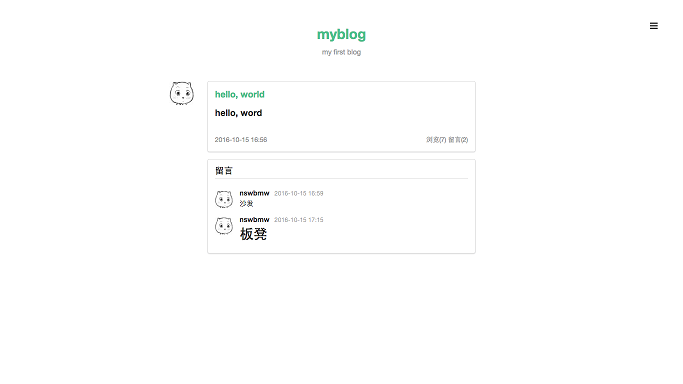 myblog
my first blog
hello, world
hello, word
2016-10-15 16:56 浏览(7) 留言(2)
留言
nswbmw 2016-10-15 16:59
沙发
nswbmw 2016-10-15 17:15
板凳